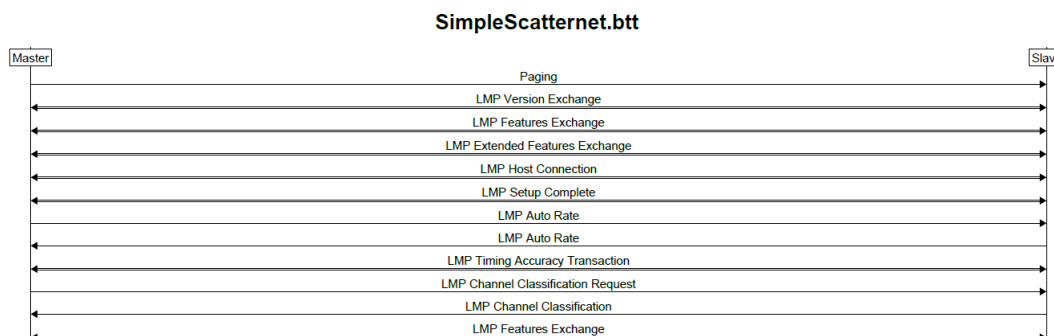 SimpleScatternet.btt
Master Slav
Paging
LMP Version Exchange
LMP Features Exchange
LMP Extended Features Exchange
LMP Host Connection
LMP Setup Complete
LMP Auto Rate
LMP Auto Rate
LMP Timing Accuracy Transaction
LMP Channel Classification Request
LMP Channel Classification
LMP Features Exchange